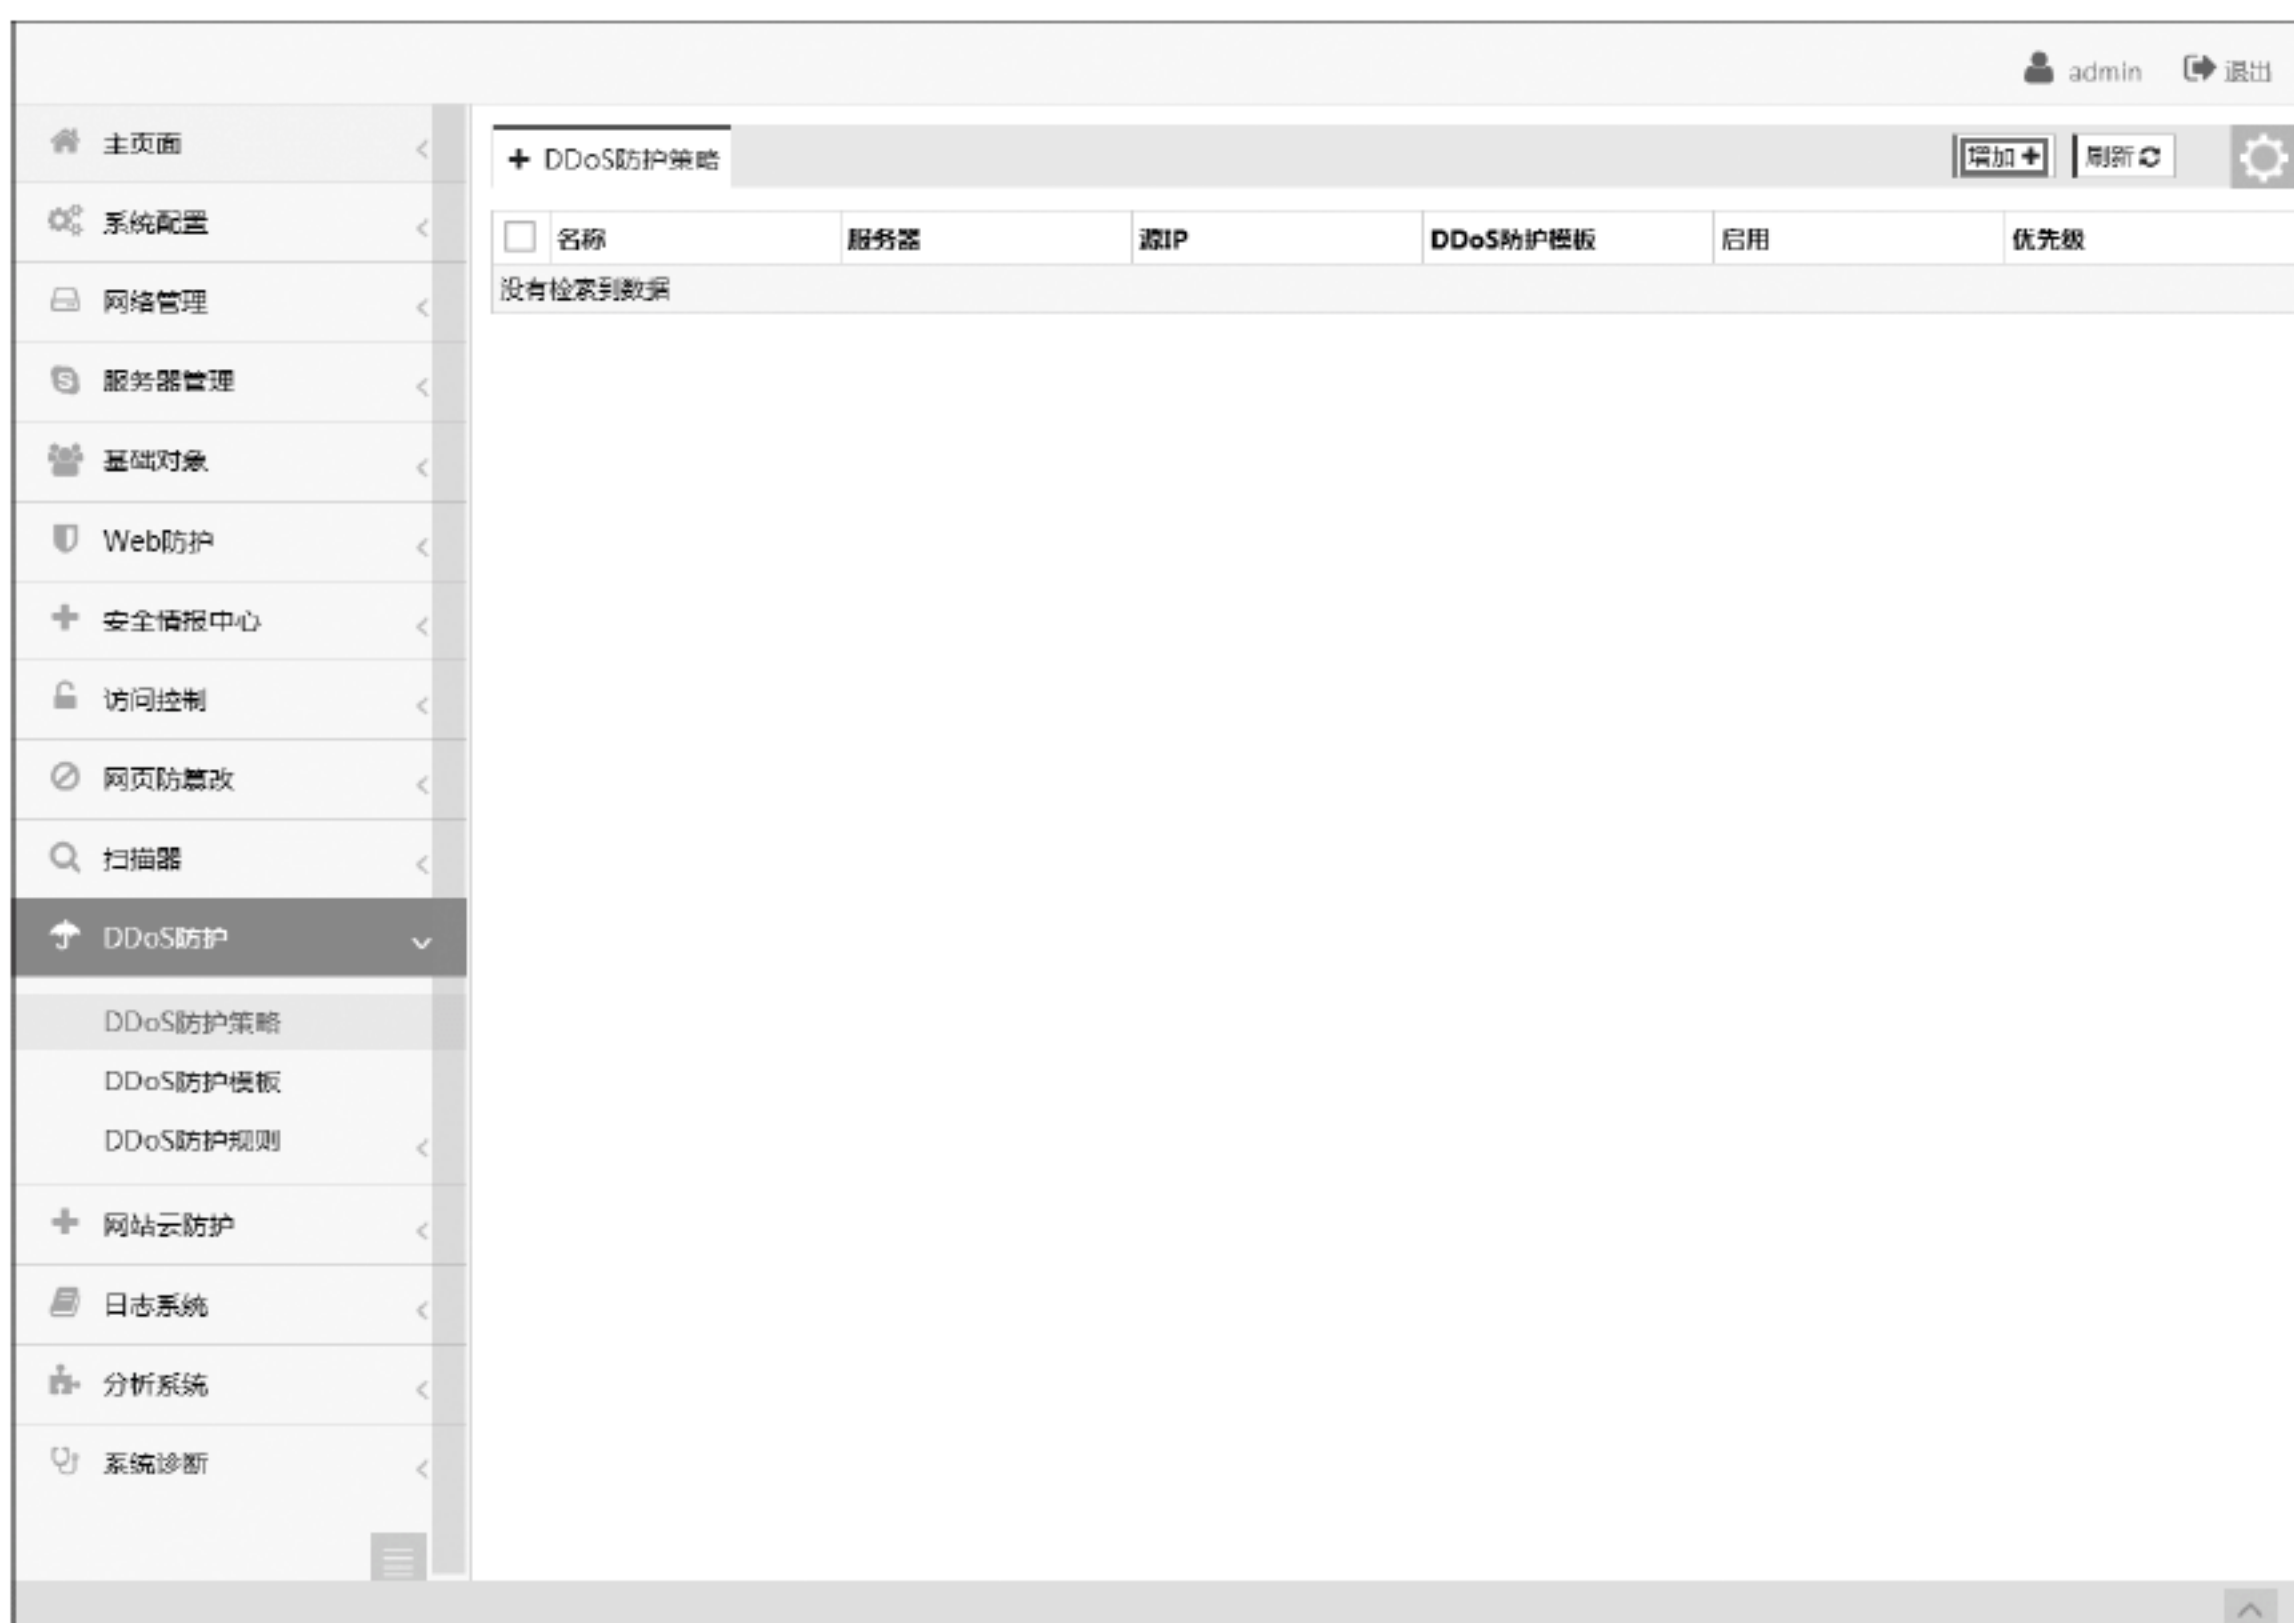 admin 退出
主页面
系统配置
网络管理
服务器管理
基础对象
Web防护
安全情报中心
访问控制
网页防篡改
扫描器
DDoS防护
DDoS防护策略
DDoS防护模板
DDoS防护规则
网站云防护
日志系统
分析系统
系统诊断
DDoS防护策略 增加 刷新
名称 服务器 源IP DDoS防护模板 启用 优先级
没有检索到数据